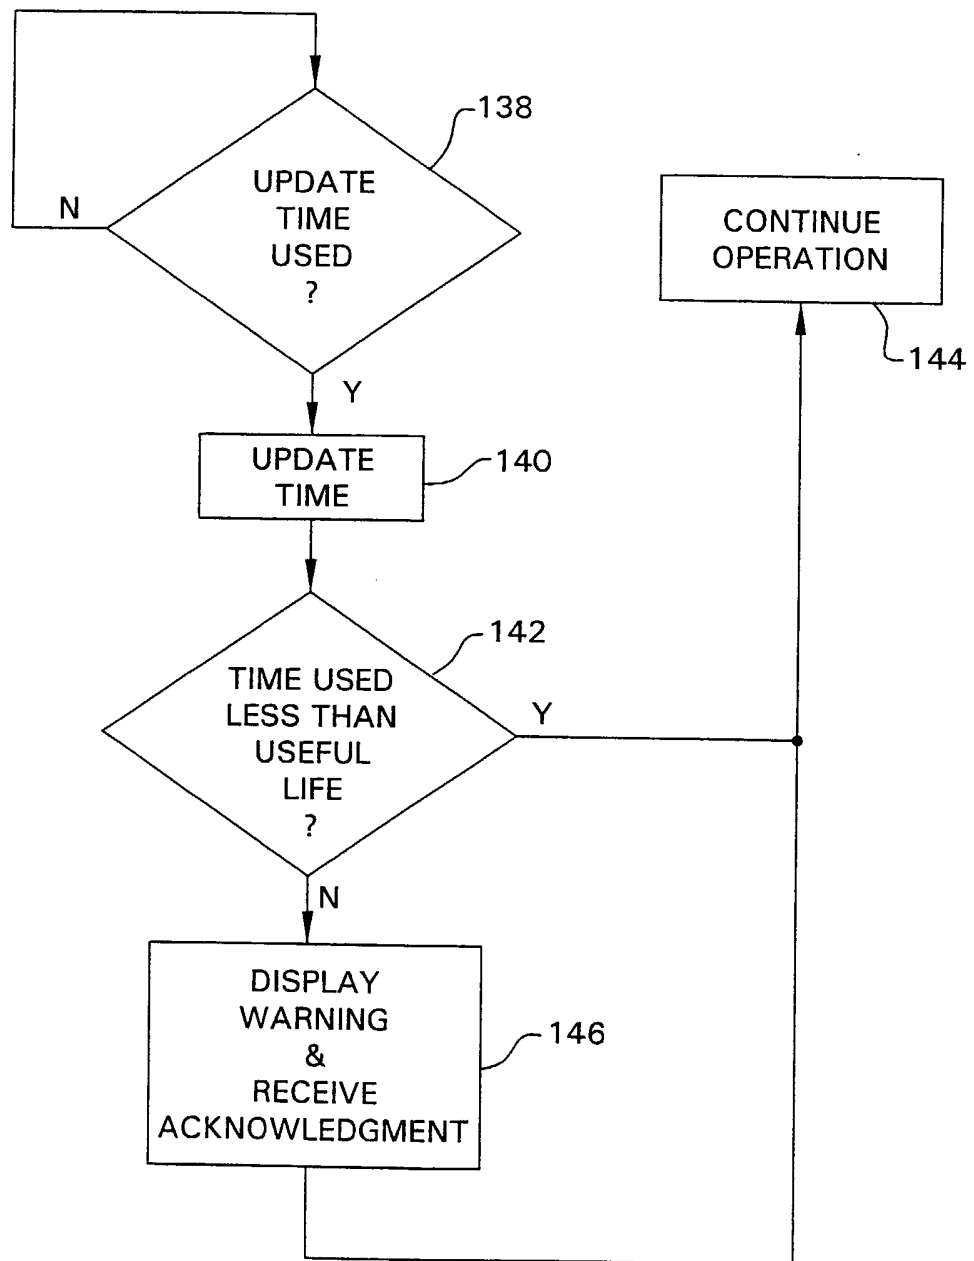 138
UPDATE
TIME
USED
?
N
Y
CONTINUE
OPERATION
144
UPDATE
TIME
140
142
TIME USED
LESS THAN
USEFUL
LIFE
?
Y
N
DISPLAY
WARNING
&
RECEIVE
ACKNOWLEDGMENT
146